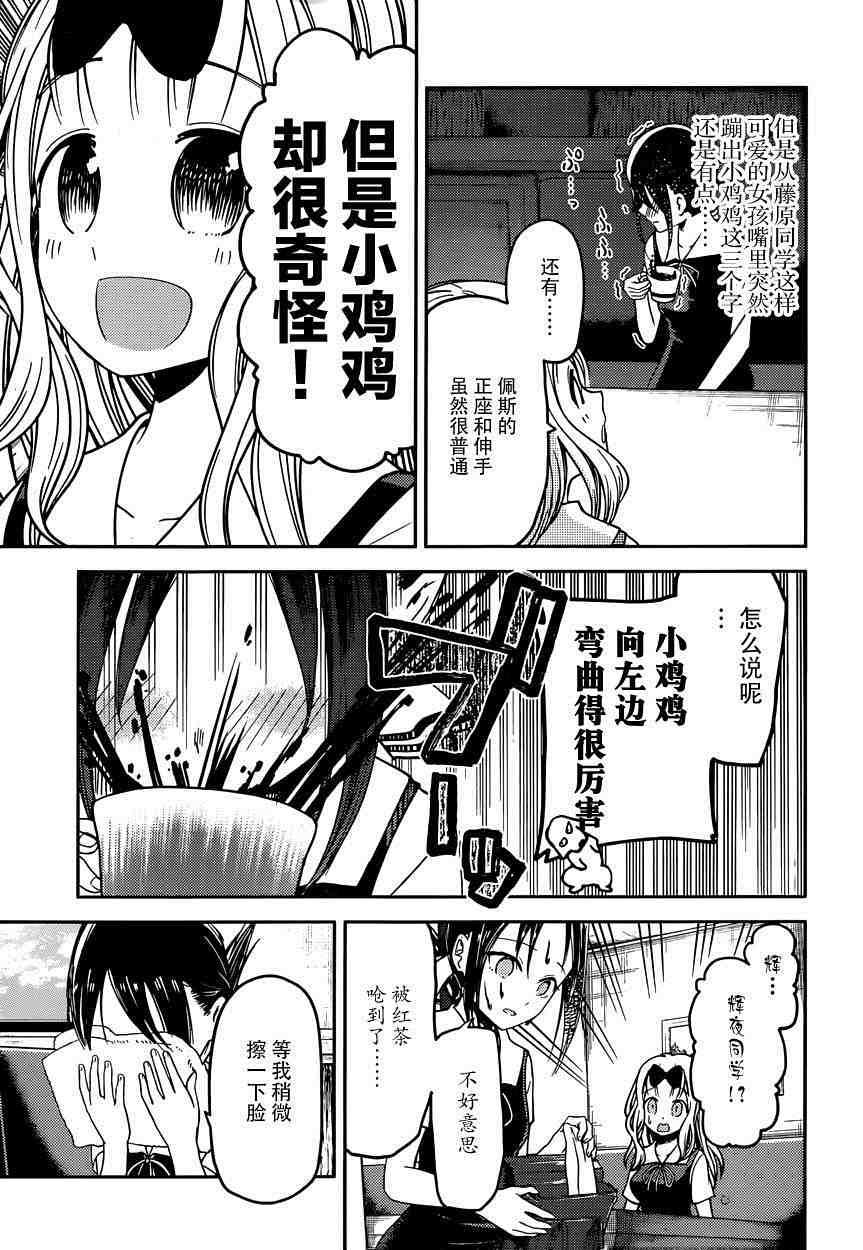 但是从藤原同学这样
可爱的女孩嘴里突然
蹦出小鸡鸡这三个字
还是有点……
还有
……
佩斯的
正座和伸手
虽然很普通
但是小鸡鸡
却很奇怪！
怎么说呢
……
小鸡鸡
向左边
弯曲得很厉害
ブーッ
辉…
辉夜同学!?
被红茶
呛到了……
不好意思
等我稍微
擦一下脸